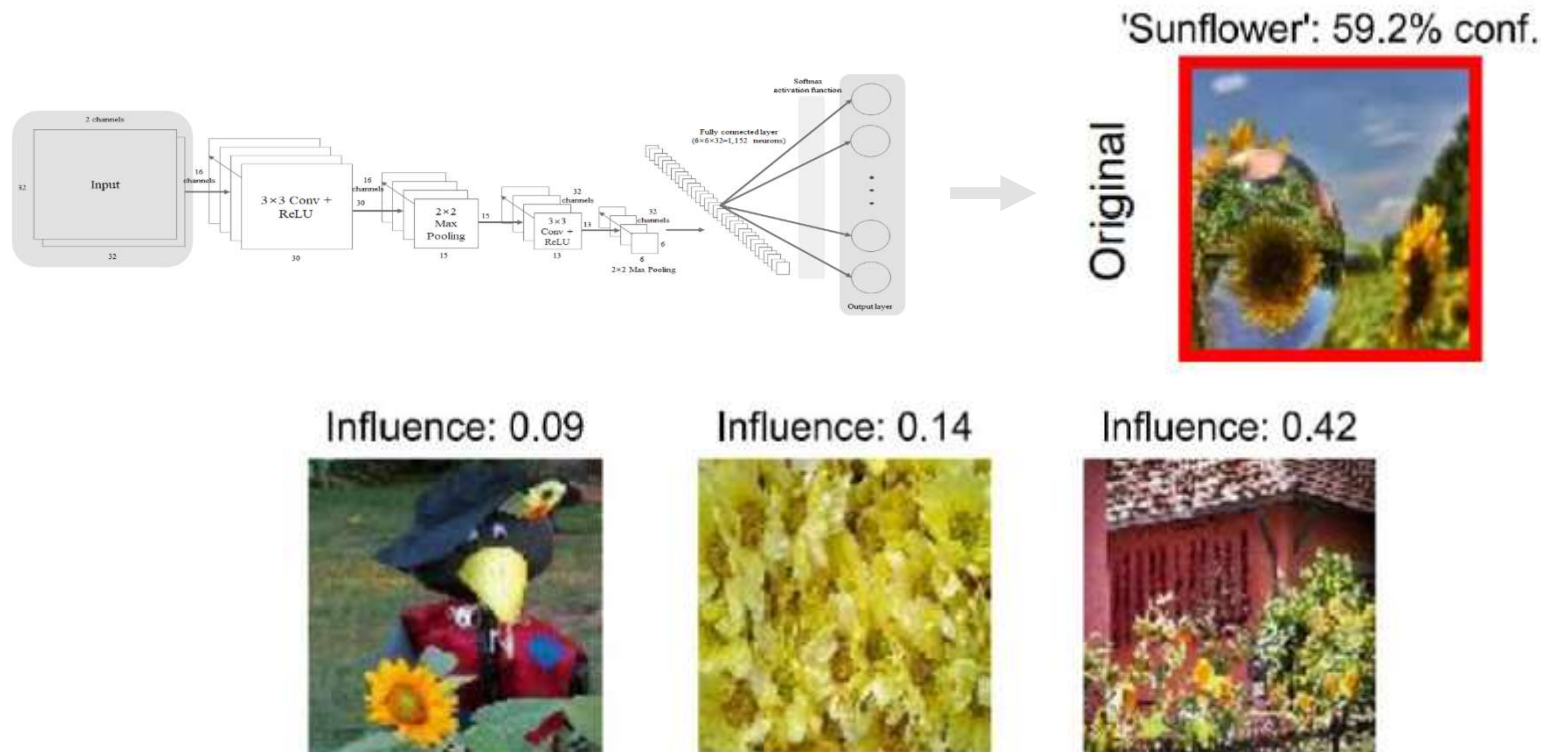 'Sunflower': 59.2% conf.
Original
2 channels
32
Input
32
16
channels
3×3 Conv +
ReLU
30
30
16
channels
2×2
Max
Pooling
15
15
32
channels
3×3
Conv +
ReLU
13
13
32
channels
6
6
2×2 Max Pooling
Fully connected layer
(6×6×32=1,152 neurons)
Softmax
activation function
Output layer
Influence: 0.09
Influence: 0.14
Influence: 0.42